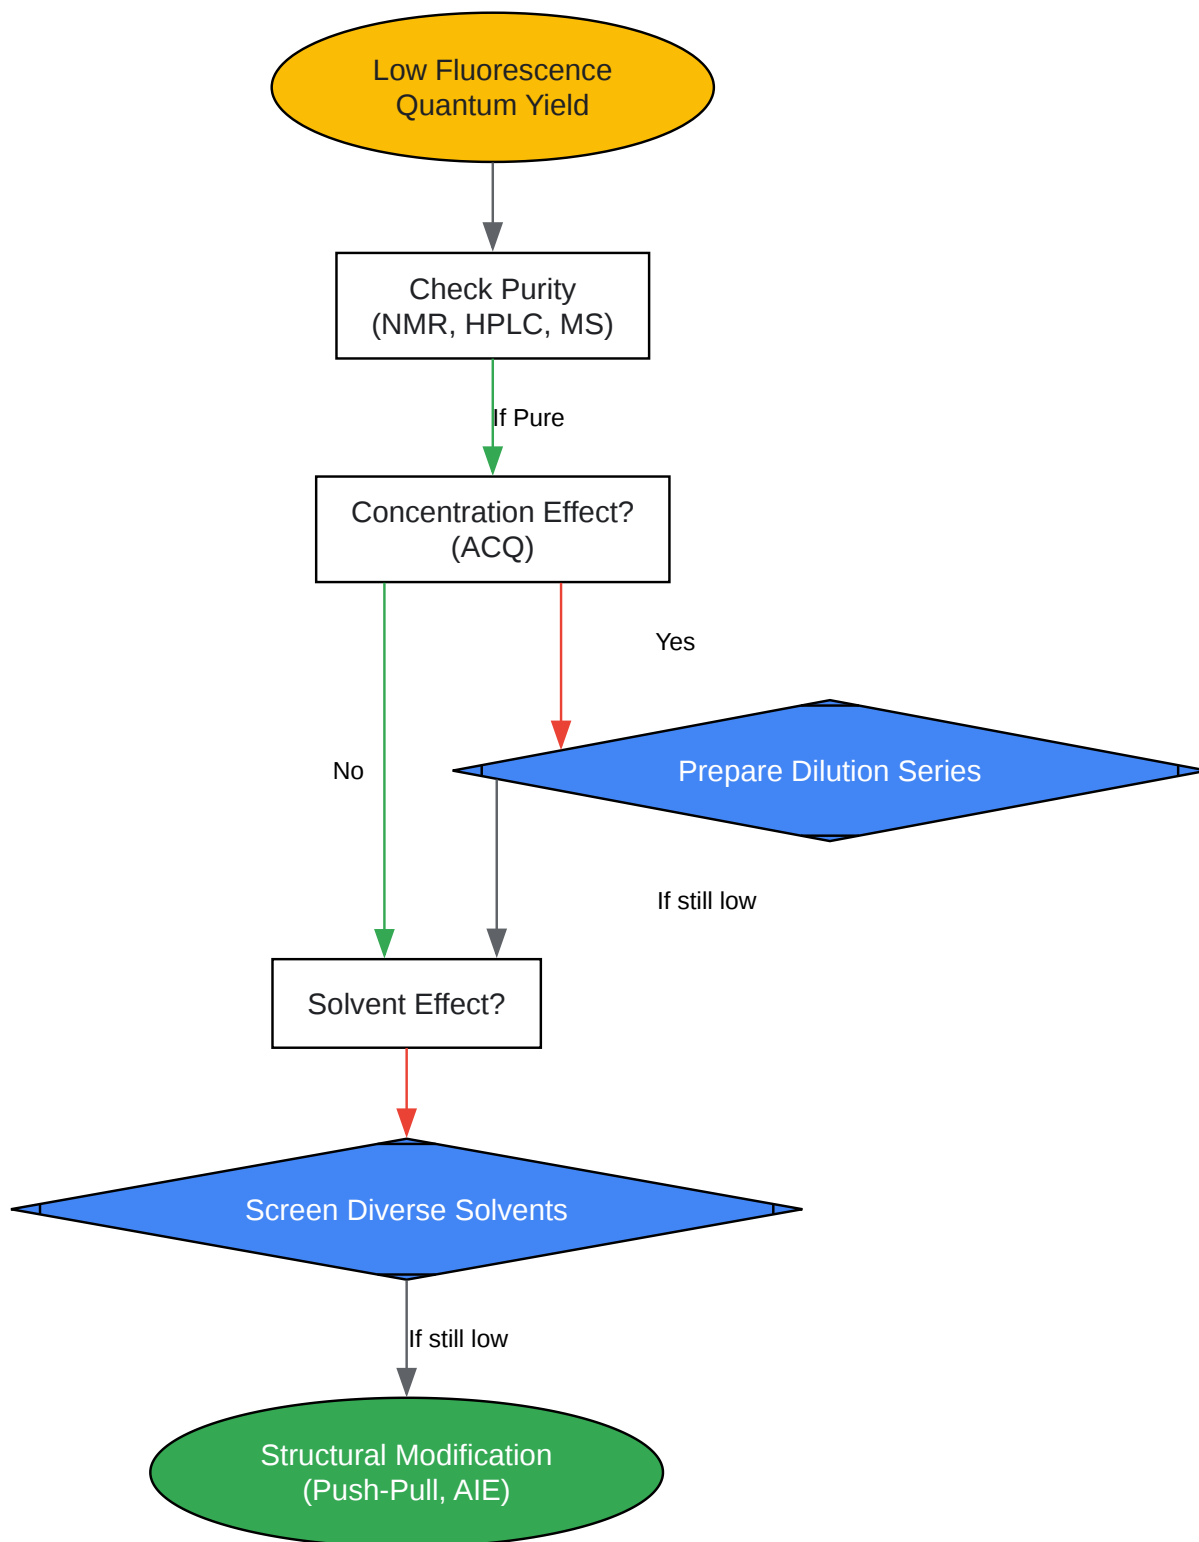 Low Fluorescence
Quantum Yield
Check Purity
(NMR, HPLC, MS)
If Pure
Concentration Effect?
(ACQ)
Yes
No
Prepare Dilution Series
If still low
Solvent Effect?
Screen Diverse Solvents
If still low
Structural Modification
(Push-Pull, AIE)